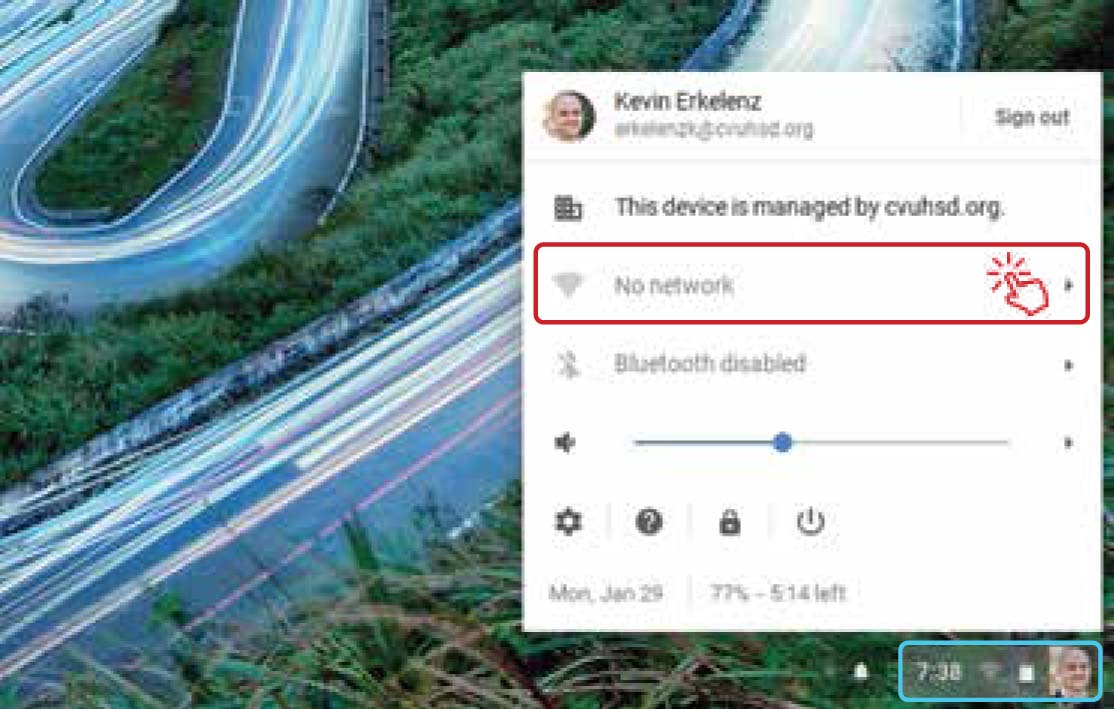 Kevin Erkelenz
erkelenzk@cvuhsd.org
Sign out
This device is managed by cvuhsd.org.
No network
Bluetooth disabled
Mon, Jan 29
77% - 5:14 left
7:38